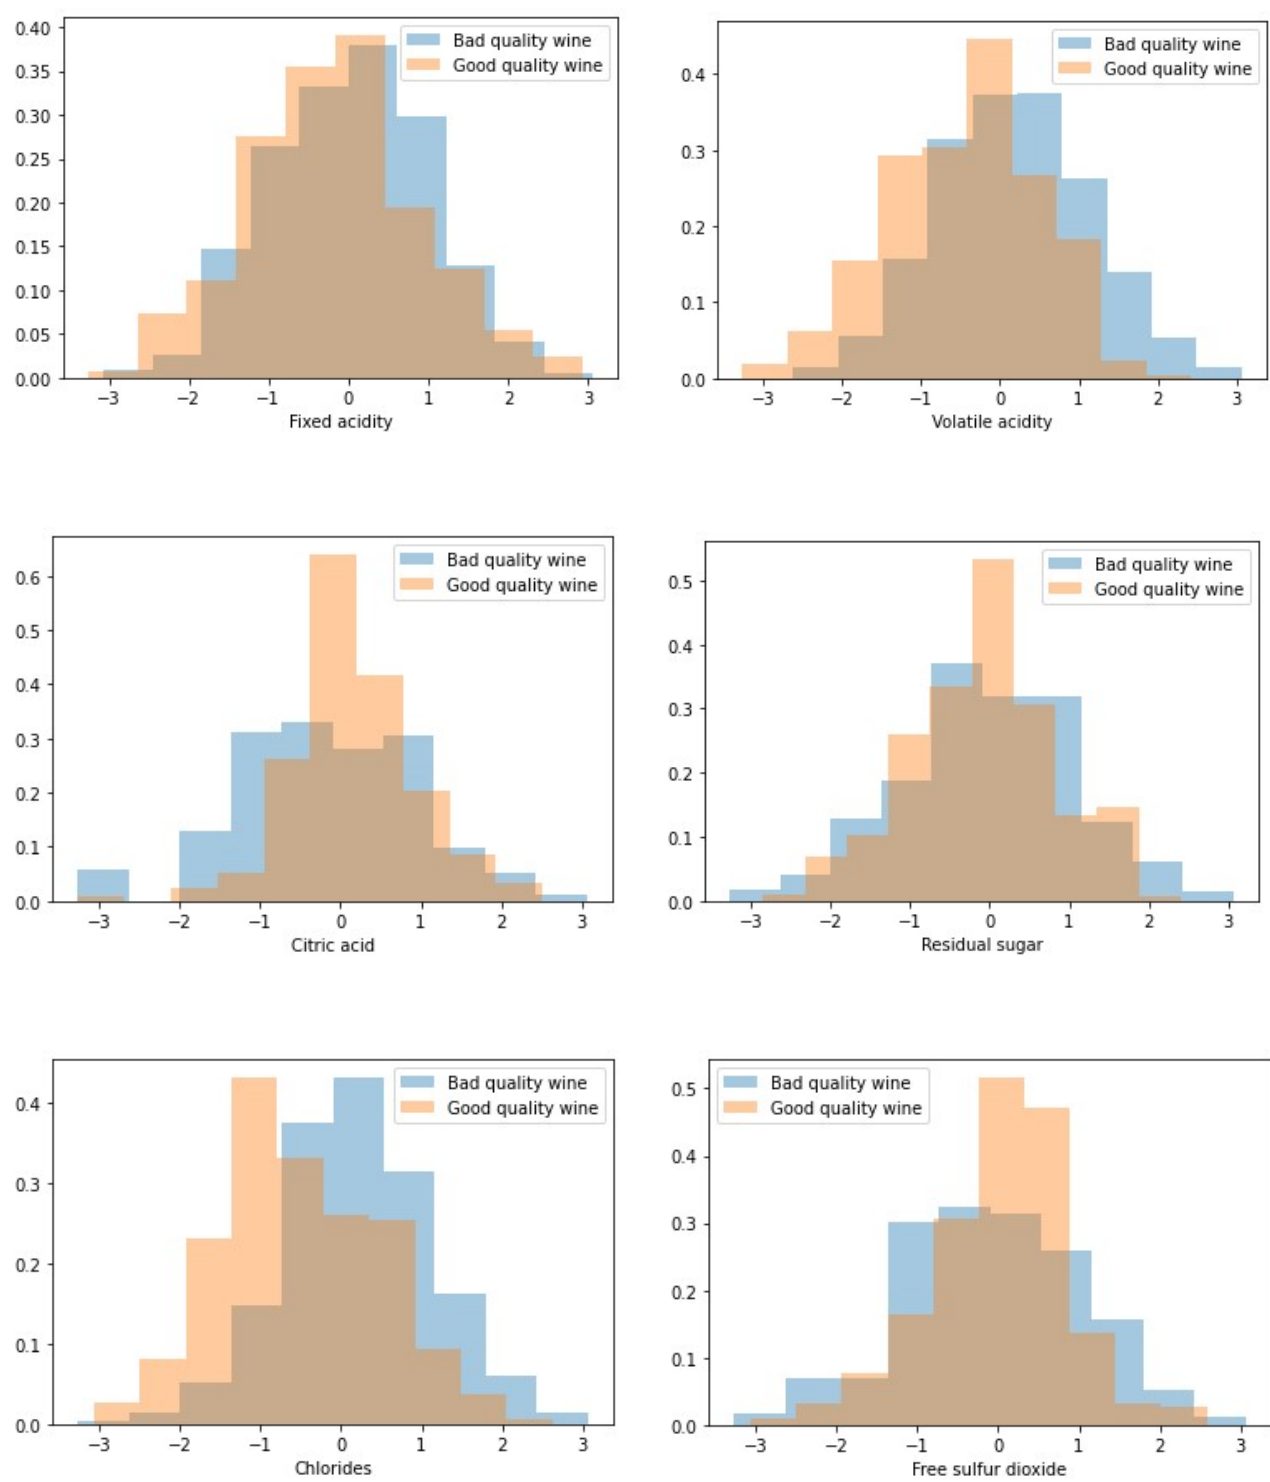 0.40
0.35
0.30
0.25
0.20
0.15
0.10
0.05
0.00
Bad quality wine
Good quality wine
−3 −2 −1 0 1 2 3
Fixed acidity
0.4
0.3
0.2
0.1
0.0
Bad quality wine
Good quality wine
−3 −2 −1 0 1 2 3
Volatile acidity
0.6
0.5
0.4
0.3
0.2
0.1
0.0
Bad quality wine
Good quality wine
−3 −2 −1 0 1 2 3
Citric acid
0.5
0.4
0.3
0.2
0.1
0.0
Bad quality wine
Good quality wine
−3 −2 −1 0 1 2 3
Residual sugar
0.4
0.3
0.2
0.1
0.0
Bad quality wine
Good quality wine
−3 −2 −1 0 1 2 3
Chlorides
0.5
0.4
0.3
0.2
0.1
0.0
Bad quality wine
Good quality wine
−3 −2 −1 0 1 2 3
Free sulfur dioxide